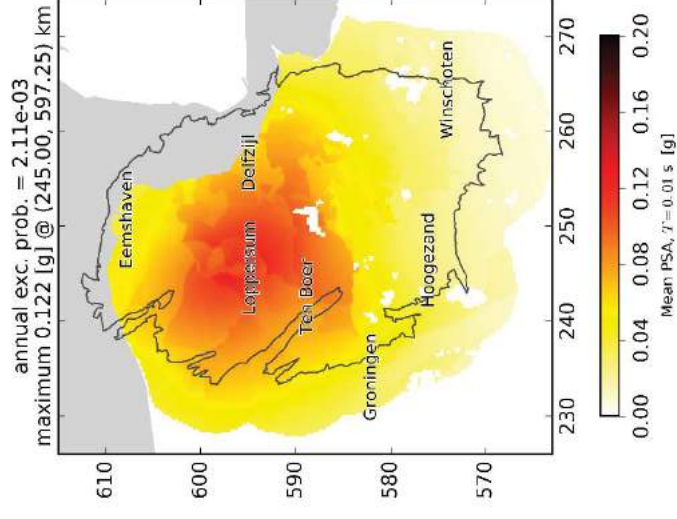 annual exc. prob. = 2.11e-03
maximum 0.122 [g] @ (245.00, 597.25) km
610
600
590
580
570
Eemshaven
Delfzijl
Loppersum
Ten Boer
Groningen
Hoogezand
Winschoten
230
240
250
260
270
0.00
0.04
0.08
0.12
0.16
0.20
Mean PSA, T=0.01 s [g]